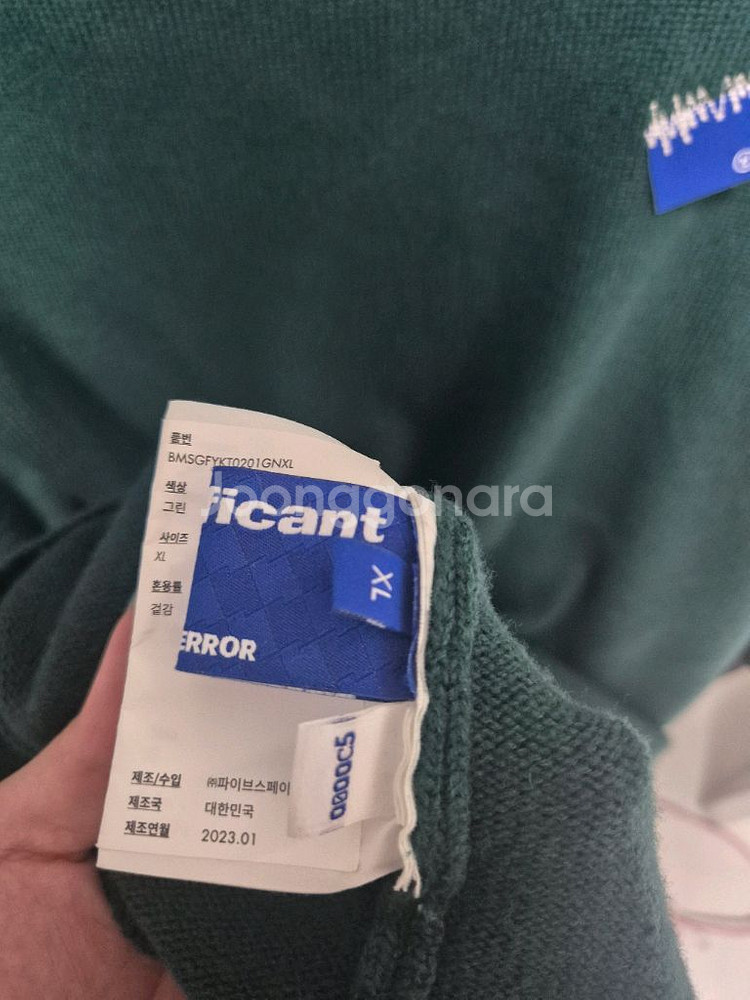 품번
BMSGFYKT0201GNXL
색상
그린
사이즈
XL
혼용률
겉감
ficant
XL
ERROR
0000C5
제조/수입 ㈜파이브스페이
제조국 대한민국
제조연월 2023.01
Joonggonara